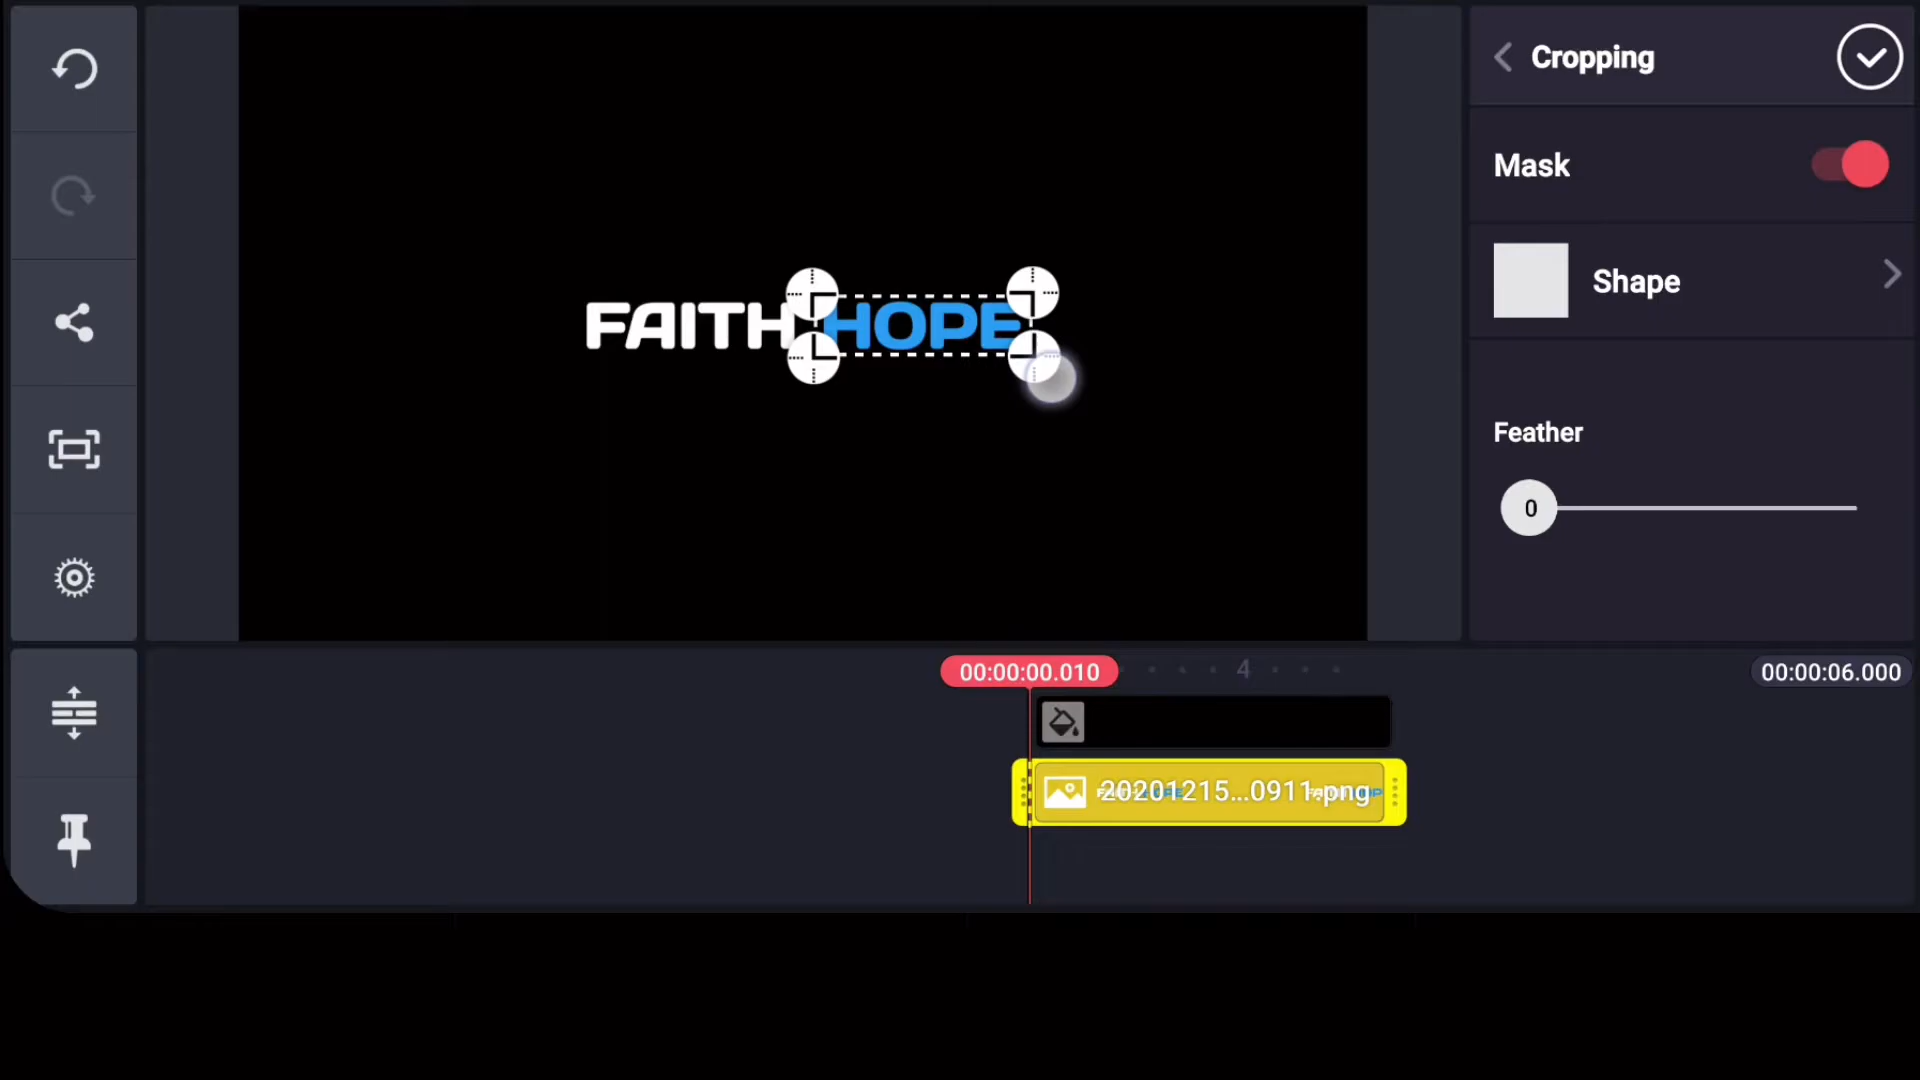 Cropping
Mask
FAITH HOPE
Shape
Feather
0
00:00:00.010
4
00:00:06.000
20201215...0911.png